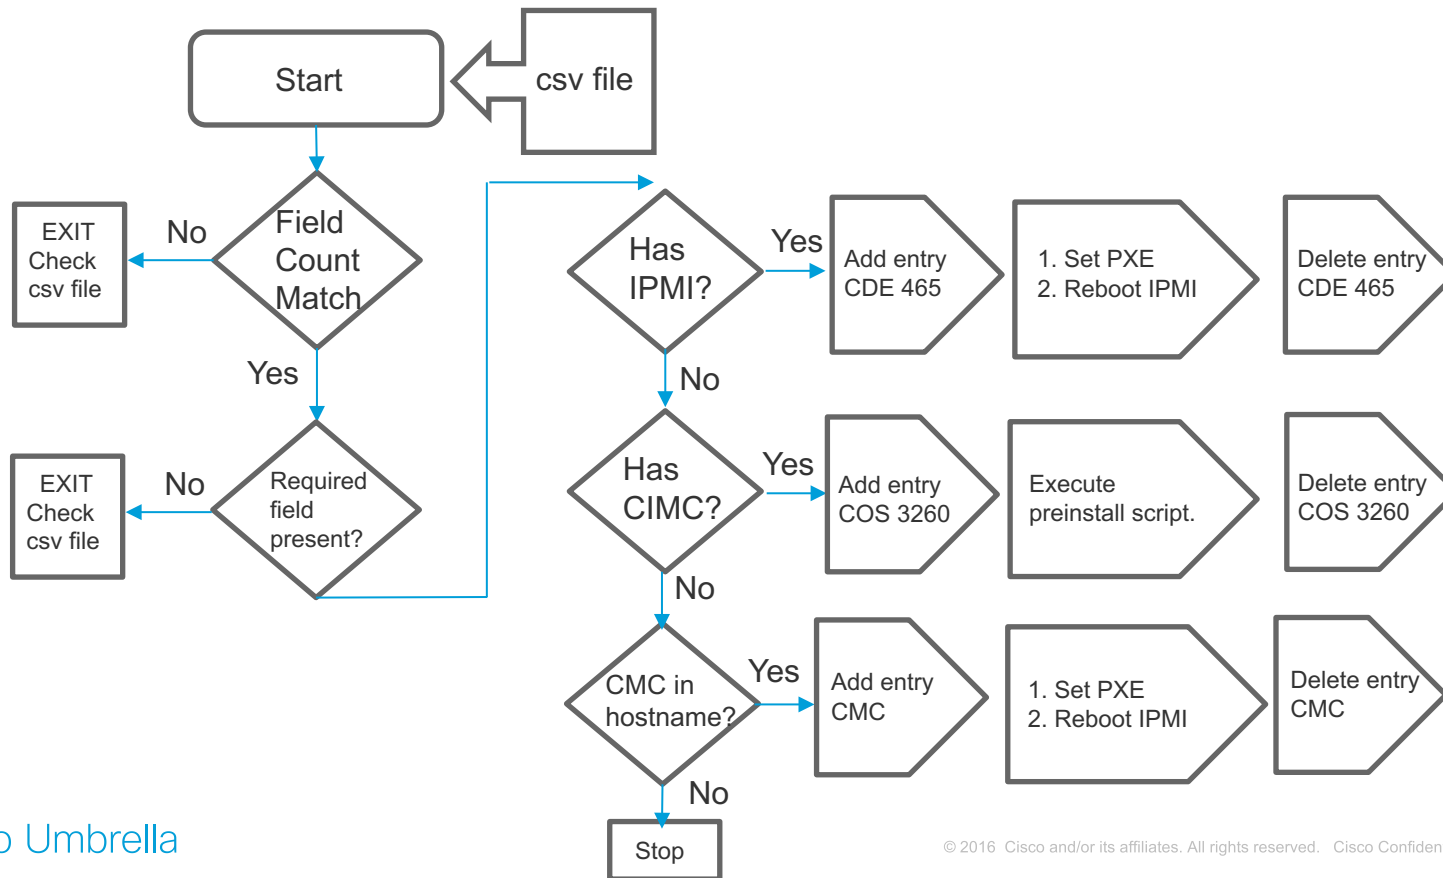 Start
csv file
No
EXIT
Check
csv file
Field
Count
Match
Yes
No
EXIT
Check
csv file
Required
field
present?
Has
IPMI?
Yes
Add entry
CDE 465
1. Set PXE
2. Reboot IPMI
Delete entry
CDE 465
No
Has
CIMC?
Yes
Add entry
COS 3260
Execute
preinstall script.
Delete entry
COS 3260
No
CMC in
hostname?
Yes
Add entry
CMC
1. Set PXE
2. Reboot IPMI
Delete entry
CMC
No
Stop
o Umbrella
© 2016 Cisco and/or its affiliates. All rights reserved. Cisco Confiden